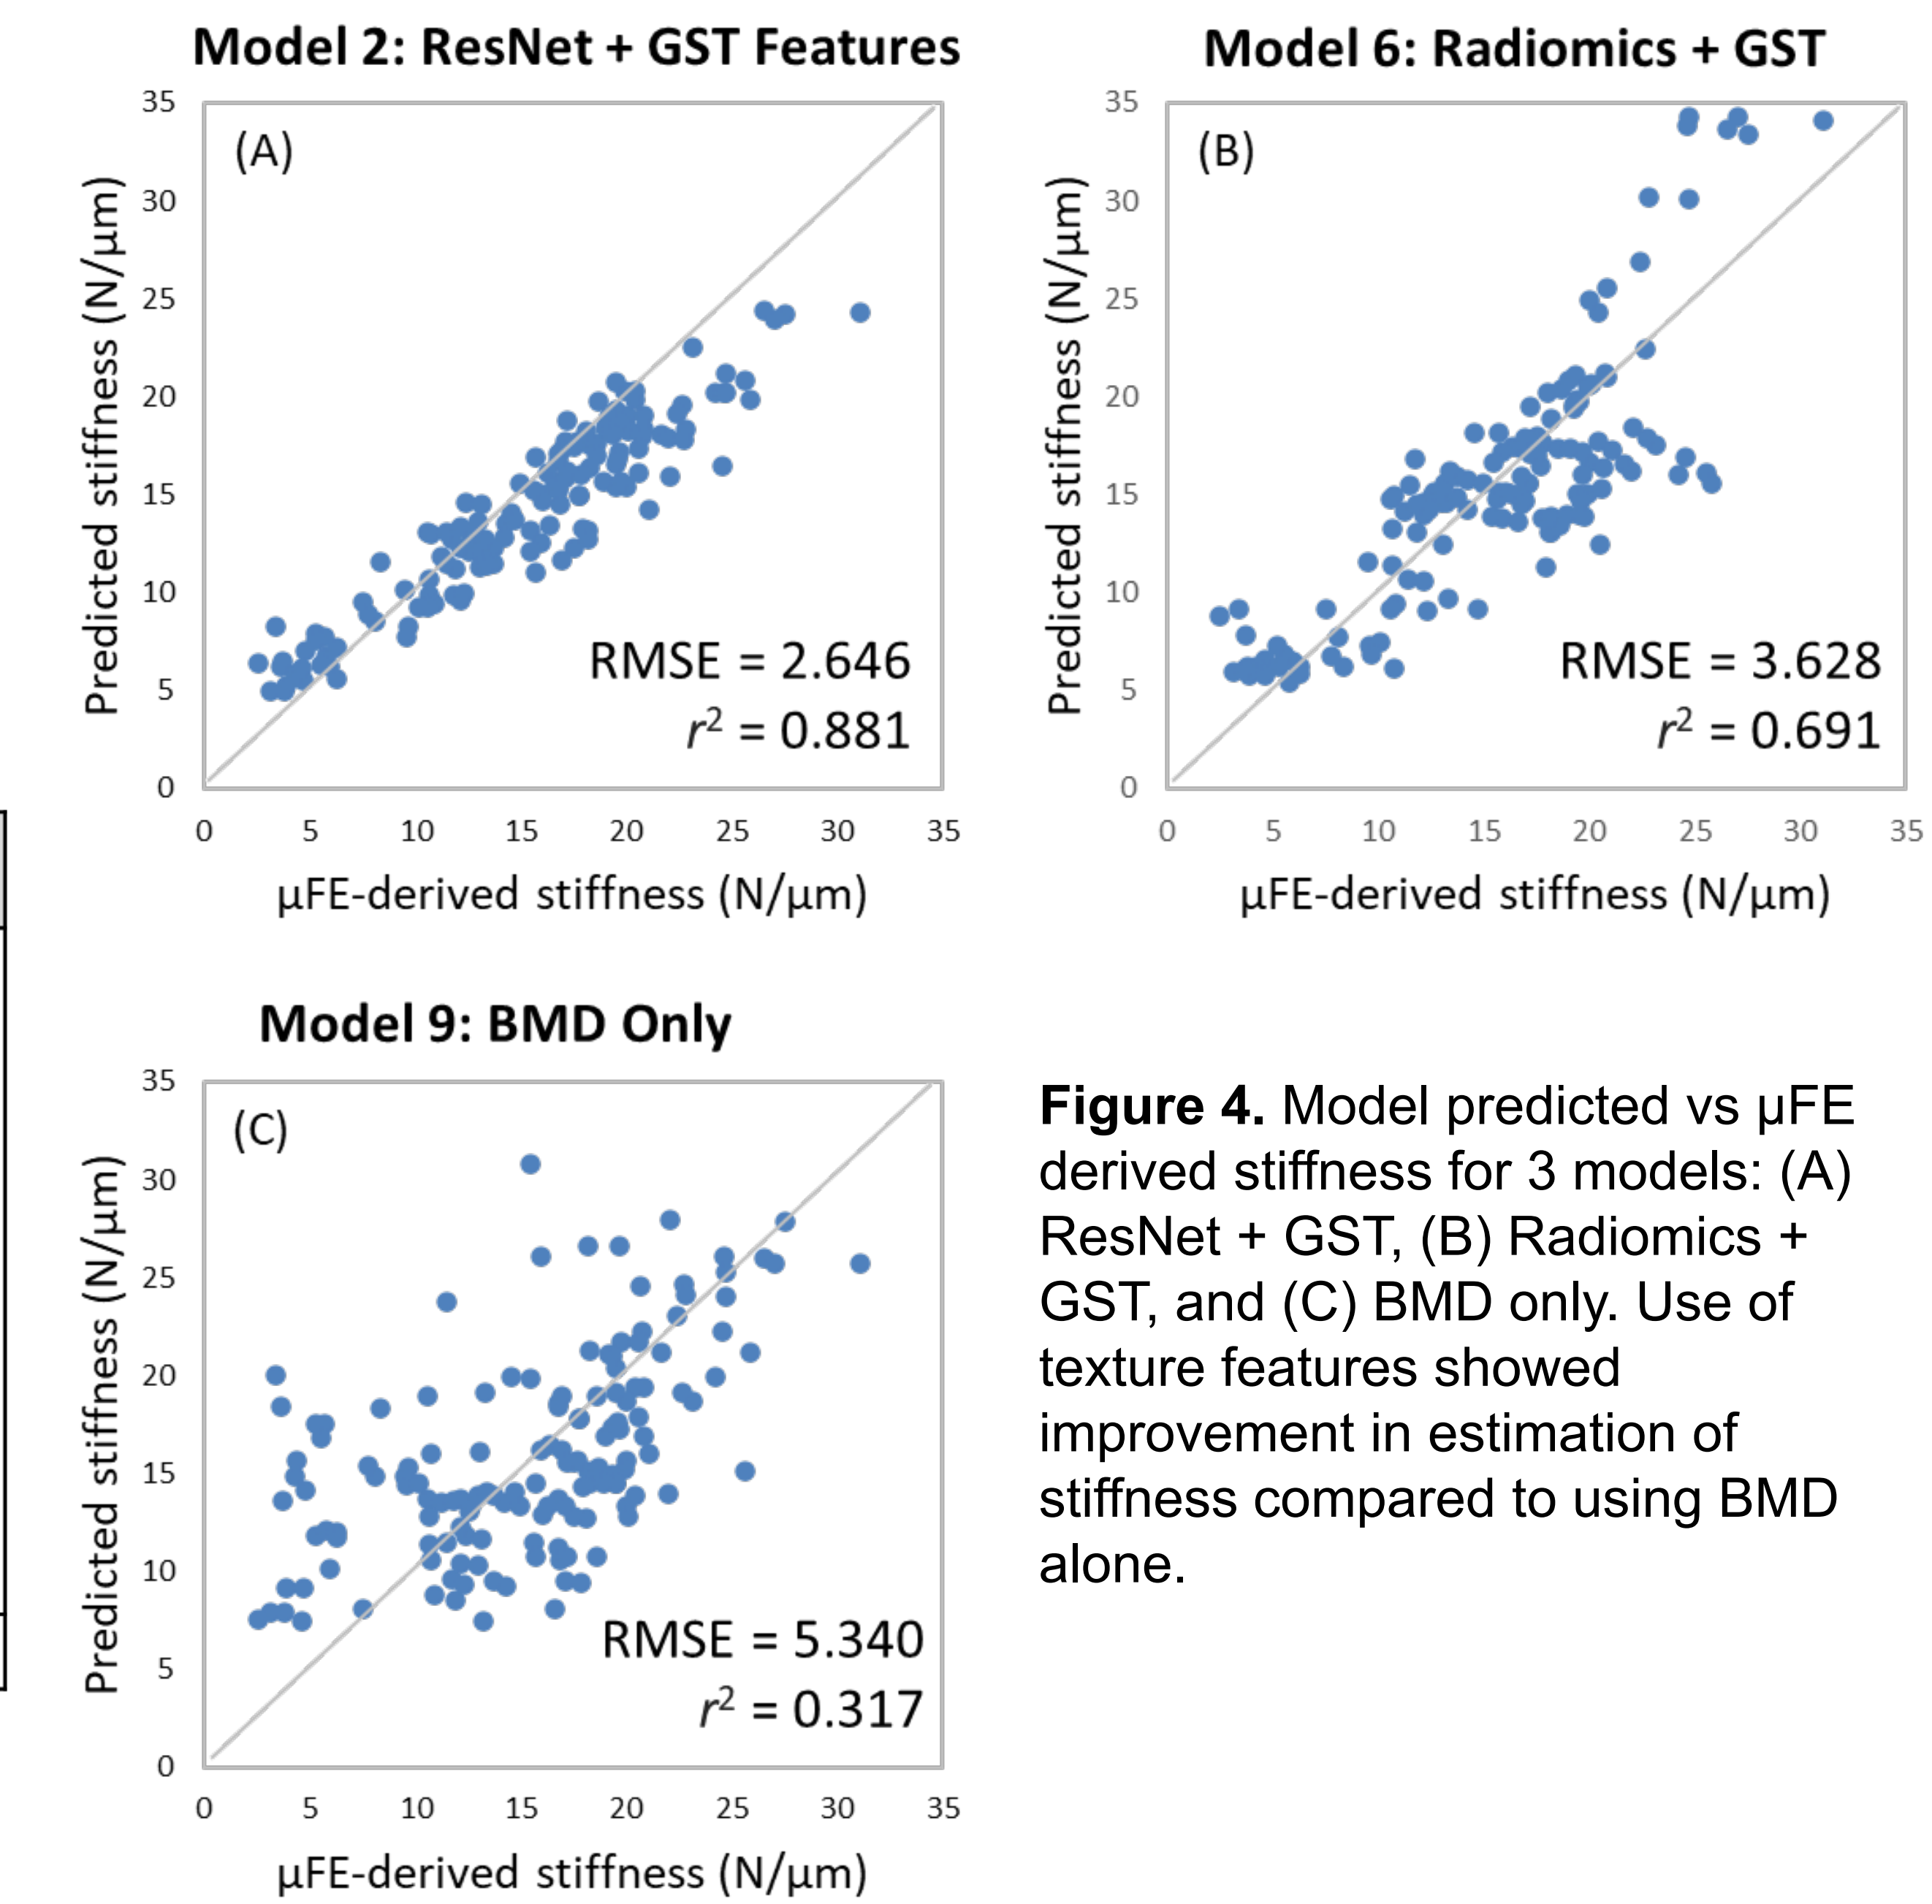 Model 2: ResNet + GST Features
(A)
Predicted stiffness (N/μm)
35
30
25
20
15
10
5
0
RMSE = 2.646
r² = 0.881
0 5 10 15 20 25 30 35
μFE-derived stiffness (N/μm)
Model 6: Radiomics + GST
(B)
Predicted stiffness (N/μm)
35
30
25
20
15
10
5
0
RMSE = 3.628
r² = 0.691
0 5 10 15 20 25 30 35
μFE-derived stiffness (N/μm)
Model 9: BMD Only
(C)
Predicted stiffness (N/μm)
35
30
25
20
15
10
5
0
RMSE = 5.340
r² = 0.317
0 5 10 15 20 25 30 35
μFE-derived stiffness (N/μm)
Figure 4. Model predicted vs μFE
derived stiffness for 3 models: (A)
ResNet + GST, (B) Radiomics +
GST, and (C) BMD only. Use of
texture features showed
improvement in estimation of
stiffness compared to using BMD
alone.